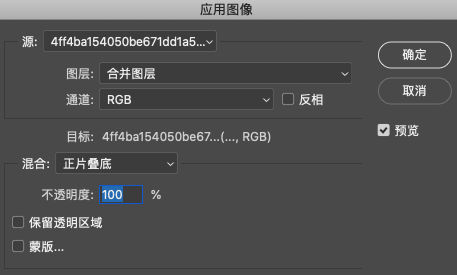 应用图像
源: 4ff4ba154050be671dd1a5...
确定
图层: 合并图层
取消
通道: RGB 反相
预览
目标: 4ff4ba154050be67...(..., RGB)
混合: 正片叠底
不透明度: 100 %
保留透明区域
蒙版...